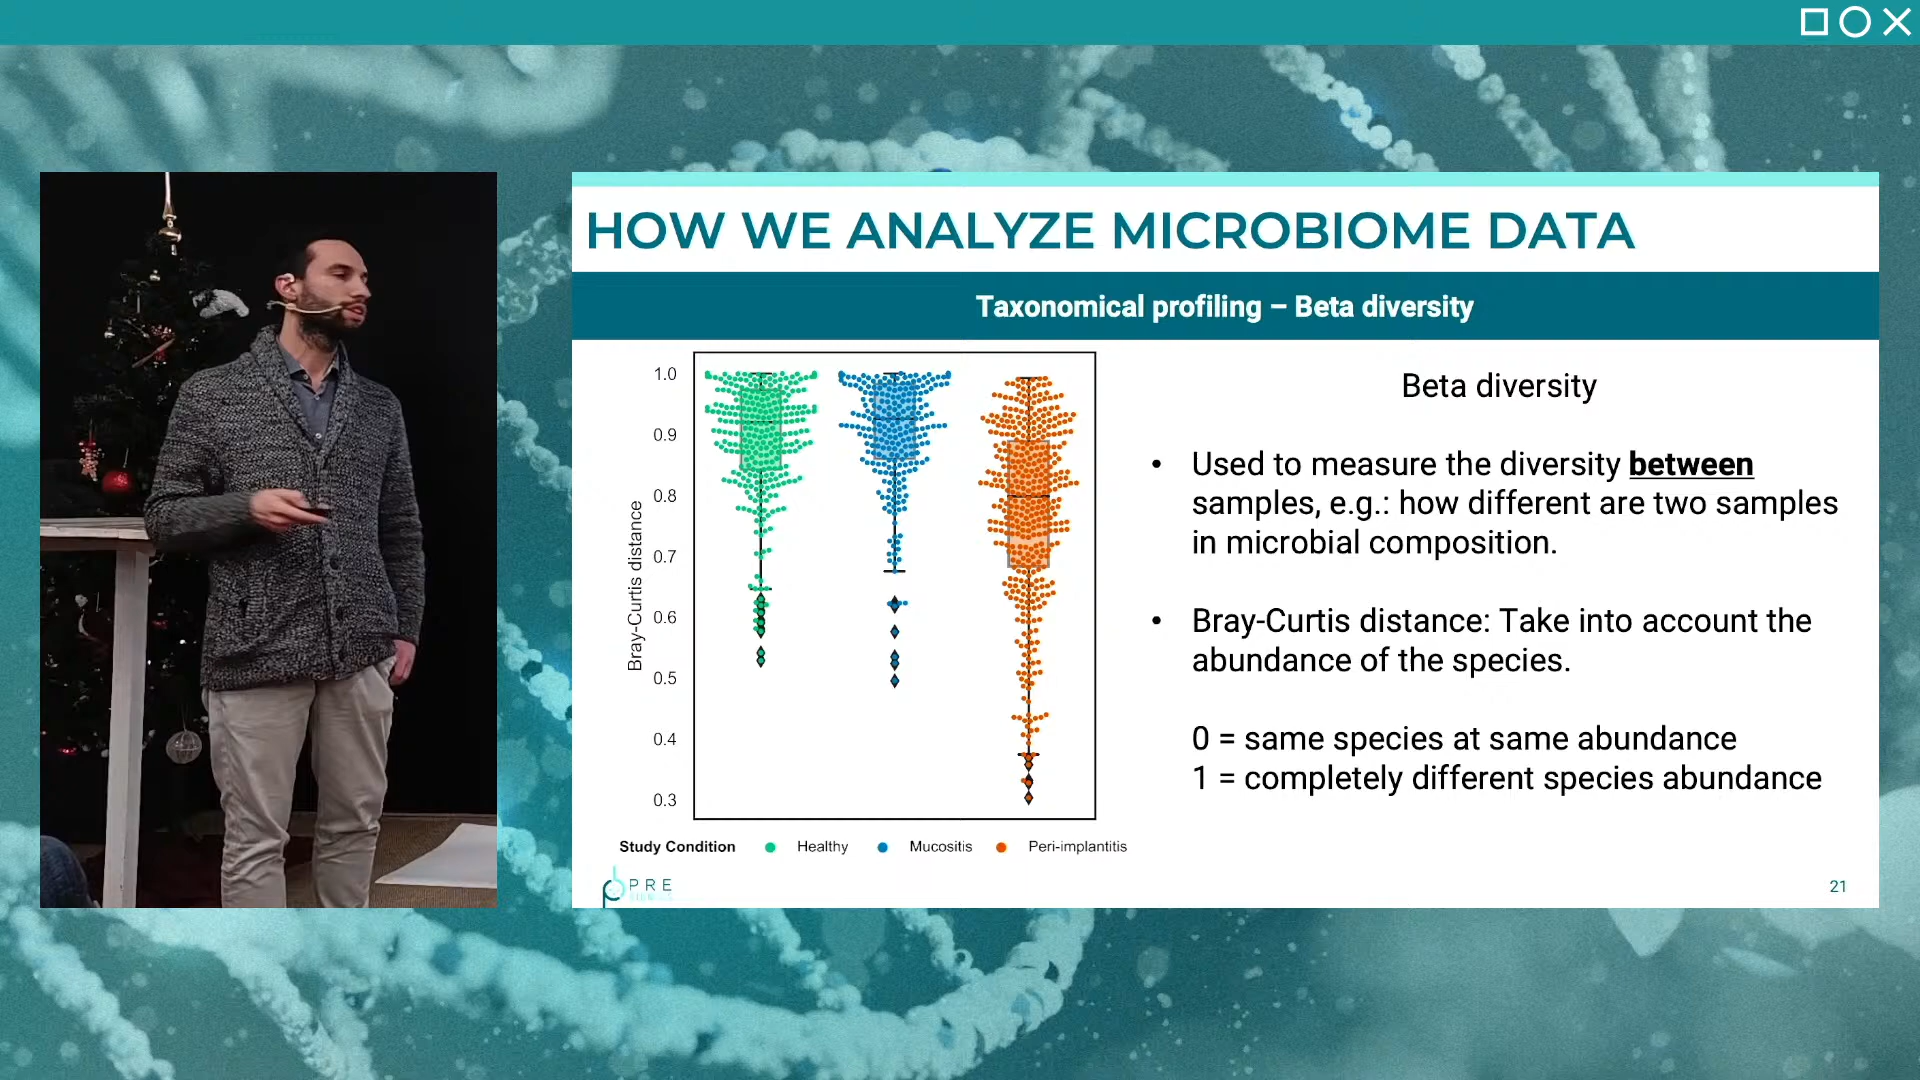 HOW WE ANALYZE MICROBIOME DATA
Taxonomical profiling – Beta diversity
1.0
0.9
0.8
0.7
0.6
0.5
0.4
0.3
Bray-Curtis distance
Study Condition Healthy Mucositis Peri-implantitis
Beta diversity
• Used to measure the diversity between
samples, e.g.: how different are two samples
in microbial composition.
• Bray-Curtis distance: Take into account the
abundance of the species.
0 = same species at same abundance
1 = completely different species abundance
PRE
21